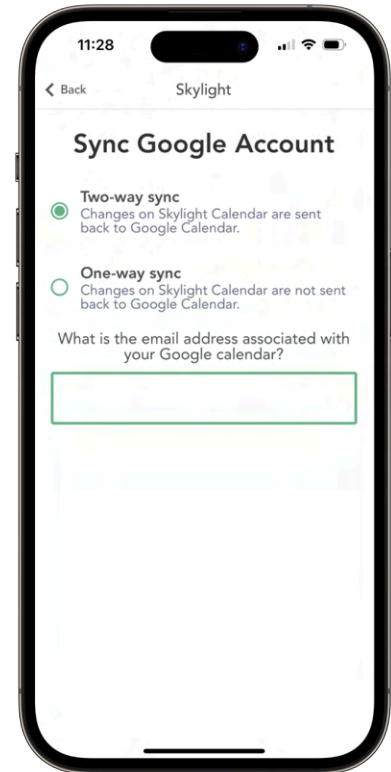 11:28
Back
Skylight
Sync Google Account
Two-way sync
Changes on Skylight Calendar are sent
back to Google Calendar.
One-way sync
Changes on Skylight Calendar are not sent
back to Google Calendar.
What is the email address associated with
your Google calendar?